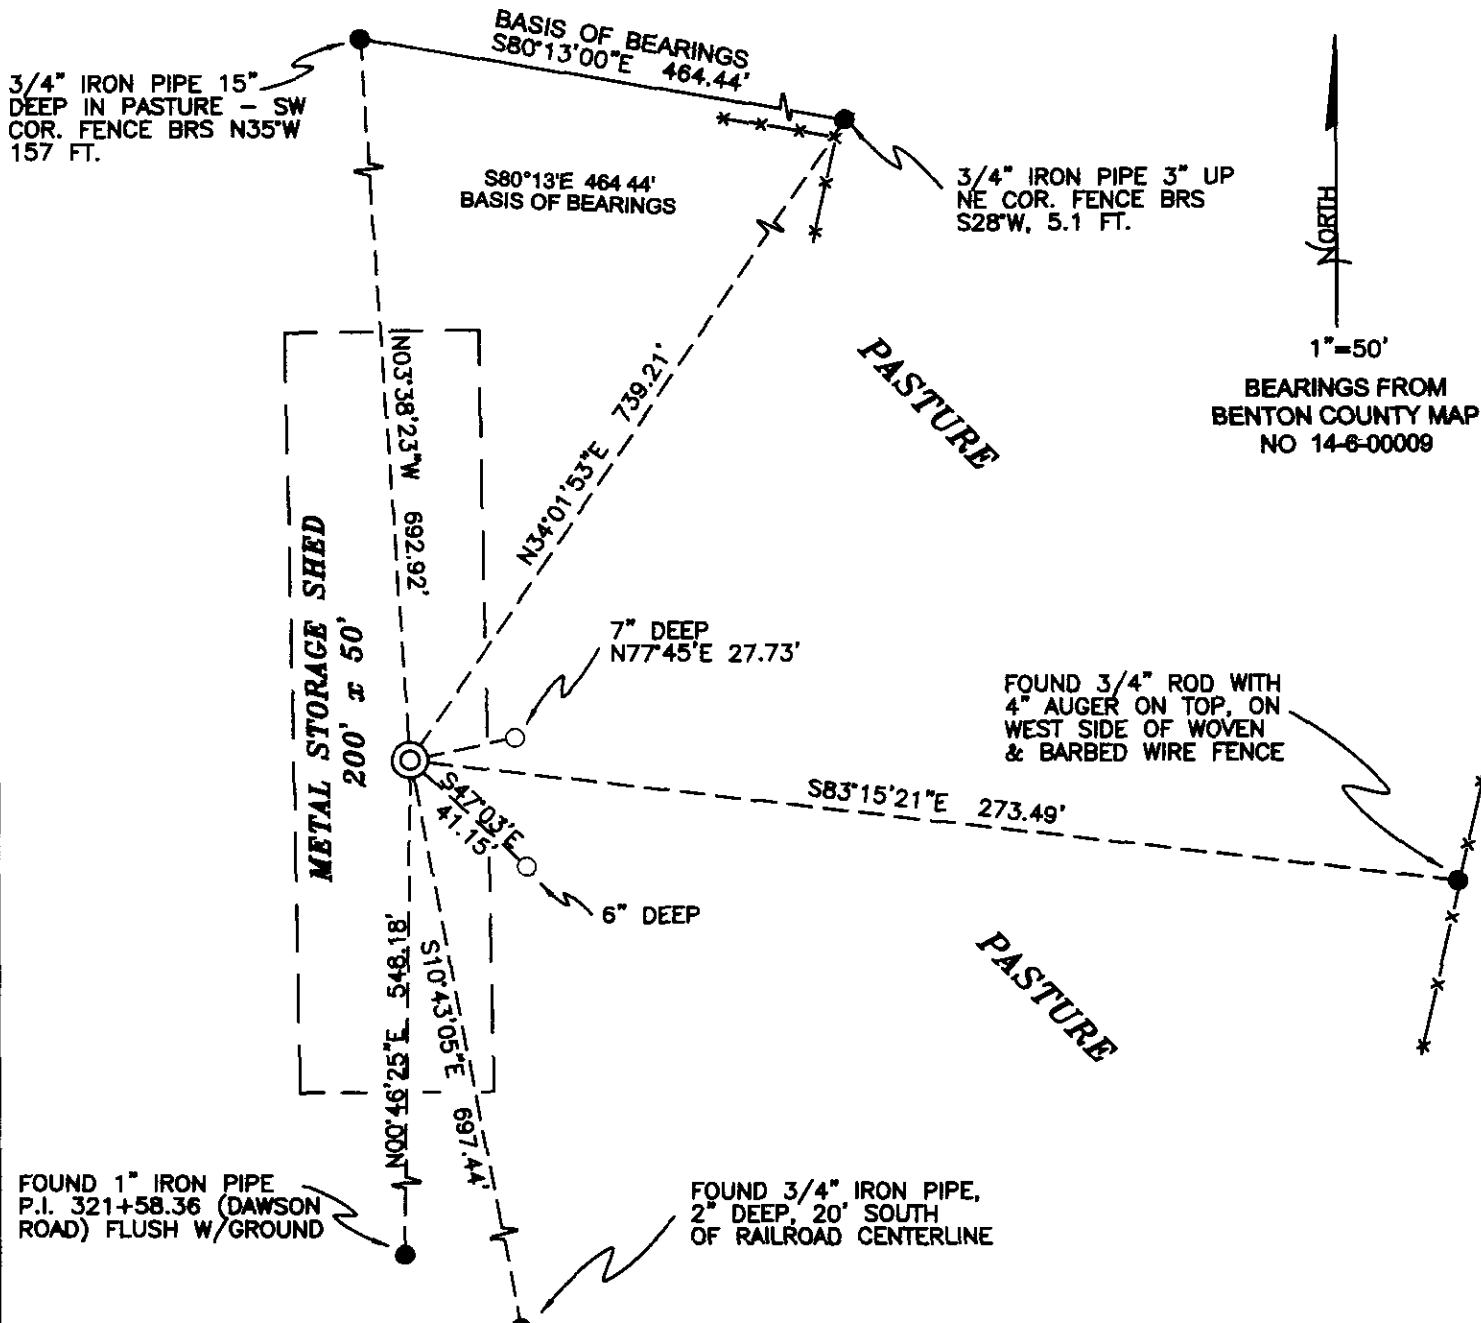 BASIS OF BEARINGS
S80°13'00"E 464.44'
3/4" IRON PIPE 15"
DEEP IN PASTURE – SW
COR. FENCE BRS N35°W
157 FT.
S80°13'E 464 44'
BASIS OF BEARINGS
3/4" IRON PIPE 3" UP
NE COR. FENCE BRS
S28°W, 5.1 FT.
NORTH
1"=50'
BEARINGS FROM
BENTON COUNTY MAP
NO 14-6-00009
PASTURE
N03°38'23"W 692.92'
N34°01'53"E 739.21'
METAL STORAGE SHED
200' x 50'
7" DEEP
N77°45'E 27.73'
FOUND 3/4" ROD WITH
4" AUGER ON TOP, ON
WEST SIDE OF WOVEN
& BARBED WIRE FENCE
S83°15'21"E 273.49'
S47°03'E
41.15'
6" DEEP
PASTURE
N00°46'25"E 548.18'
S10°43'05"E 697.44'
FOUND 1" IRON PIPE
P.I. 321+58.36 (DAWSON
ROAD) FLUSH W/GROUND
FOUND 3/4" IRON PIPE,
2" DEEP, 20' SOUTH
OF RAILROAD CENTERLINE